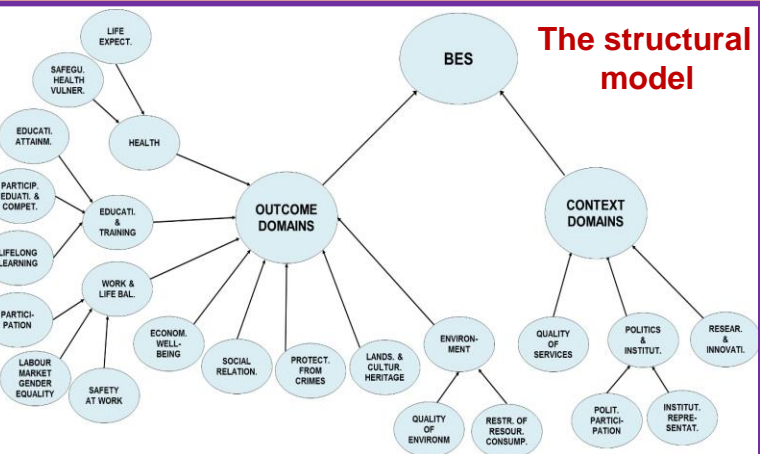 The structural
model
LIFE
EXPECT.
SAFEGU.
HEALTH
VULNER.
HEALTH
EDUCATI.
ATTAINM.
PARTICIP.
EDUATI. &
COMPET.
LIFELONG
LEARNING
EDUCATI.
&
TRAINING
PARTICI-
PATION
LABOUR
MARKET
GENDER
EQUALITY
SAFETY
AT WORK
WORK &
LIFE BAL.
BES
OUTCOME
DOMAINS
CONTEXT
DOMAINS
ECONOM.
WELL-
BEING
SOCIAL
RELATION.
PROTECT.
FROM
CRIMES
LANDS. &
CULTUR.
HERITAGE
ENVIRON-
MENT
QUALITY
OF
ENVIRONM
RESTR. OF
RESOUR.
CONSUMP.
QUALITY
OF
SERVICES
POLITICS
&
INSTITUT.
RESEAR.
&
INNOVATI.
POLIT.
PARTICI-
PATION
INSTITUT.
REPRE-
SENTAT.